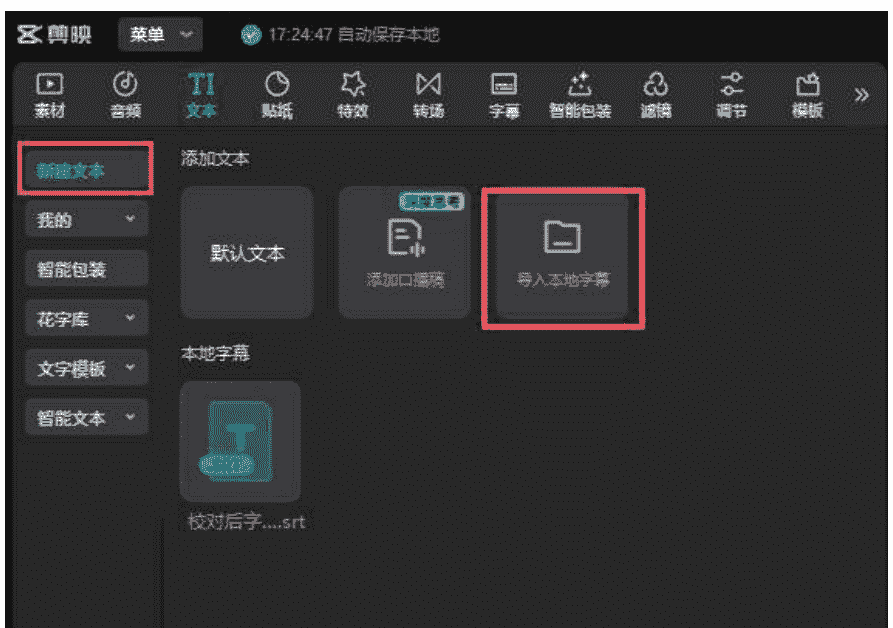 剪映 菜单 17:24:47 自动保存本地
素材 音频 文本 贴纸 特效 转场 字幕 智能包装 滤镜 调节 模板
TI
新建文本
添加文本
我的
默认文本
添加口播稿
导入本地字幕
智能包装
花字库
本地字幕
文字模板
智能文本
校对后字....srt